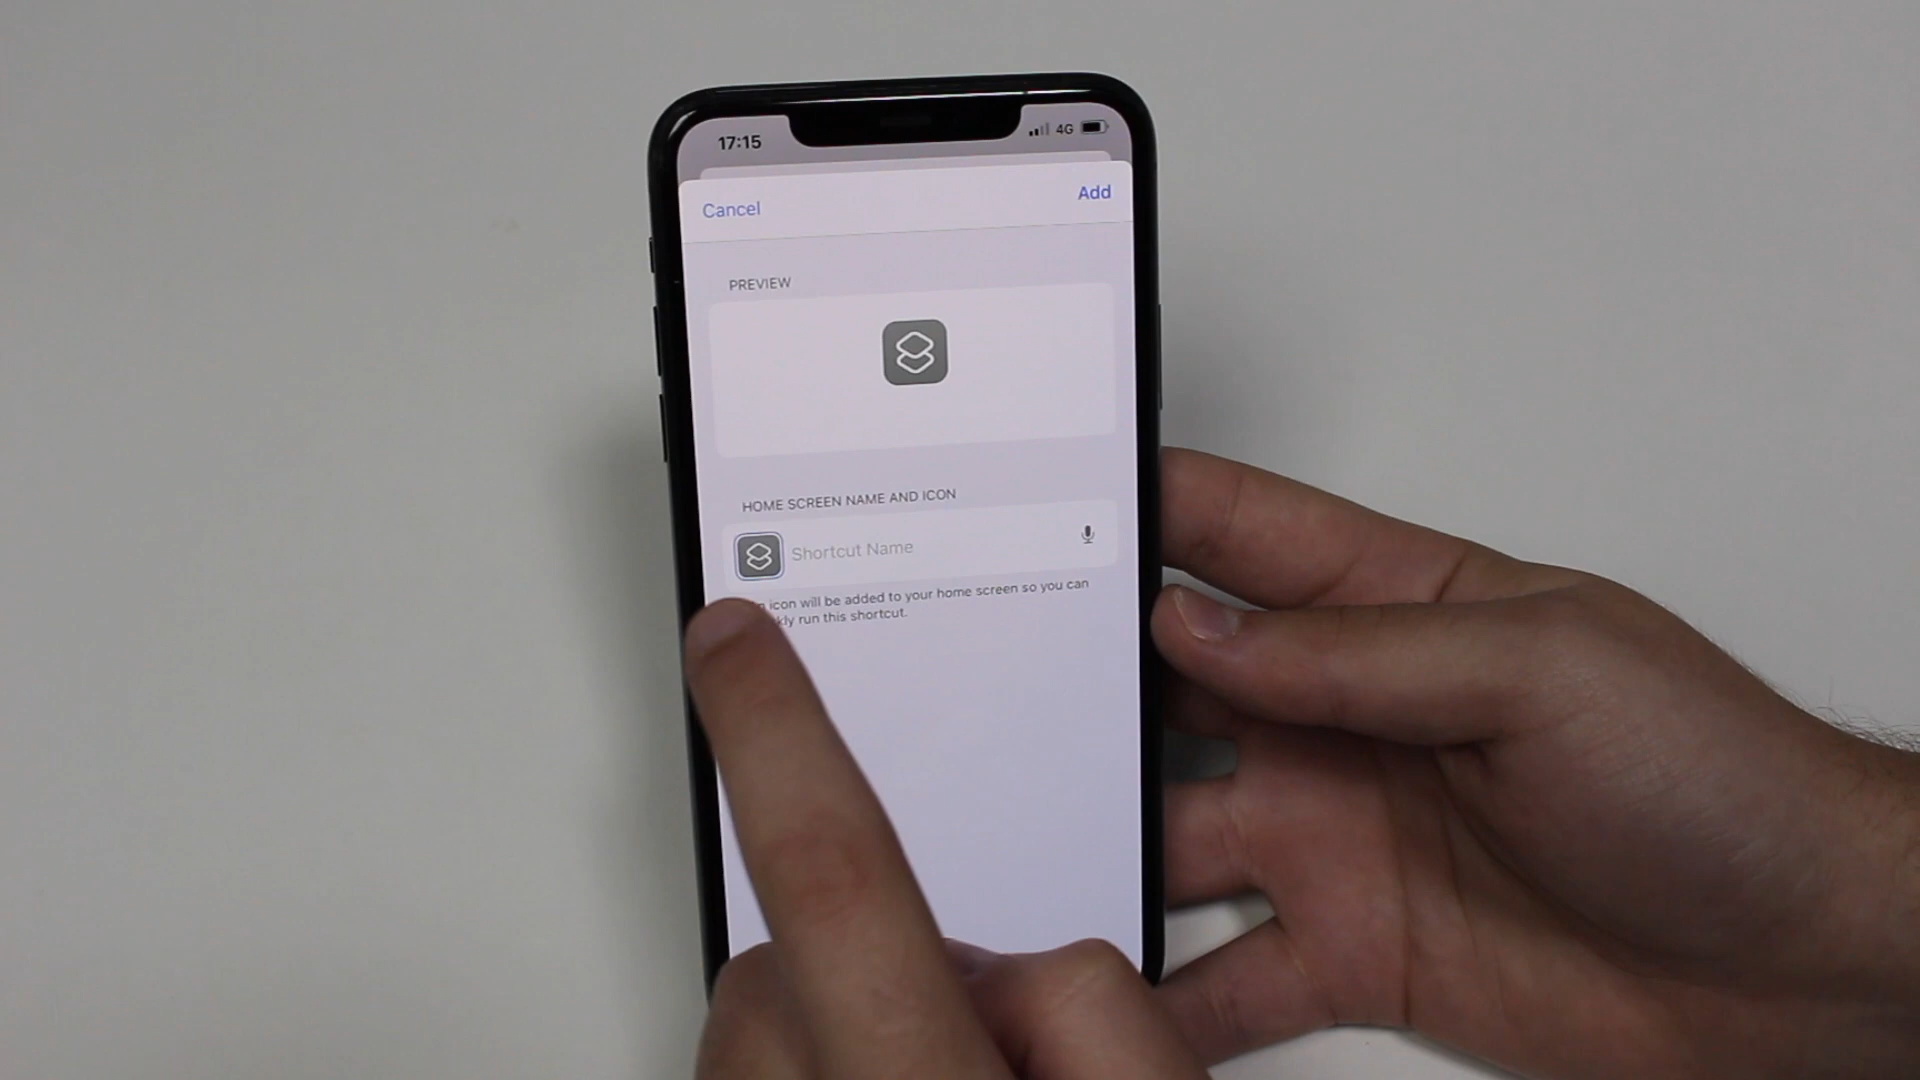 17:15
4G
Cancel
Add
PREVIEW
HOME SCREEN NAME AND ICON
Shortcut Name
icon will be added to your home screen so you can
run this shortcut.